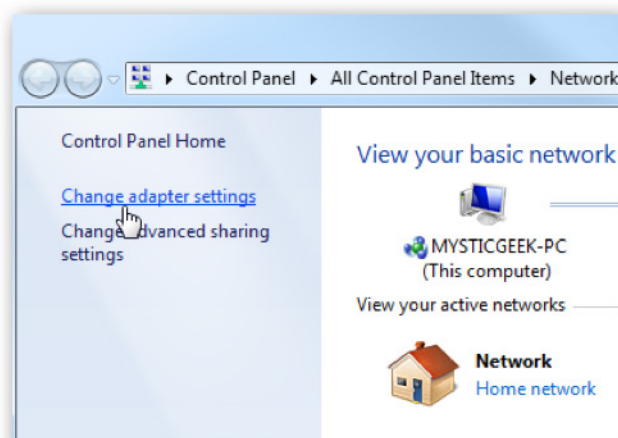 Control Panel ▸ All Control Panel Items ▸ Network
Control Panel Home
Change adapter settings
Change advanced sharing
settings
View your basic network
MYSTICGEEK-PC
(This computer)
View your active networks
Network
Home network